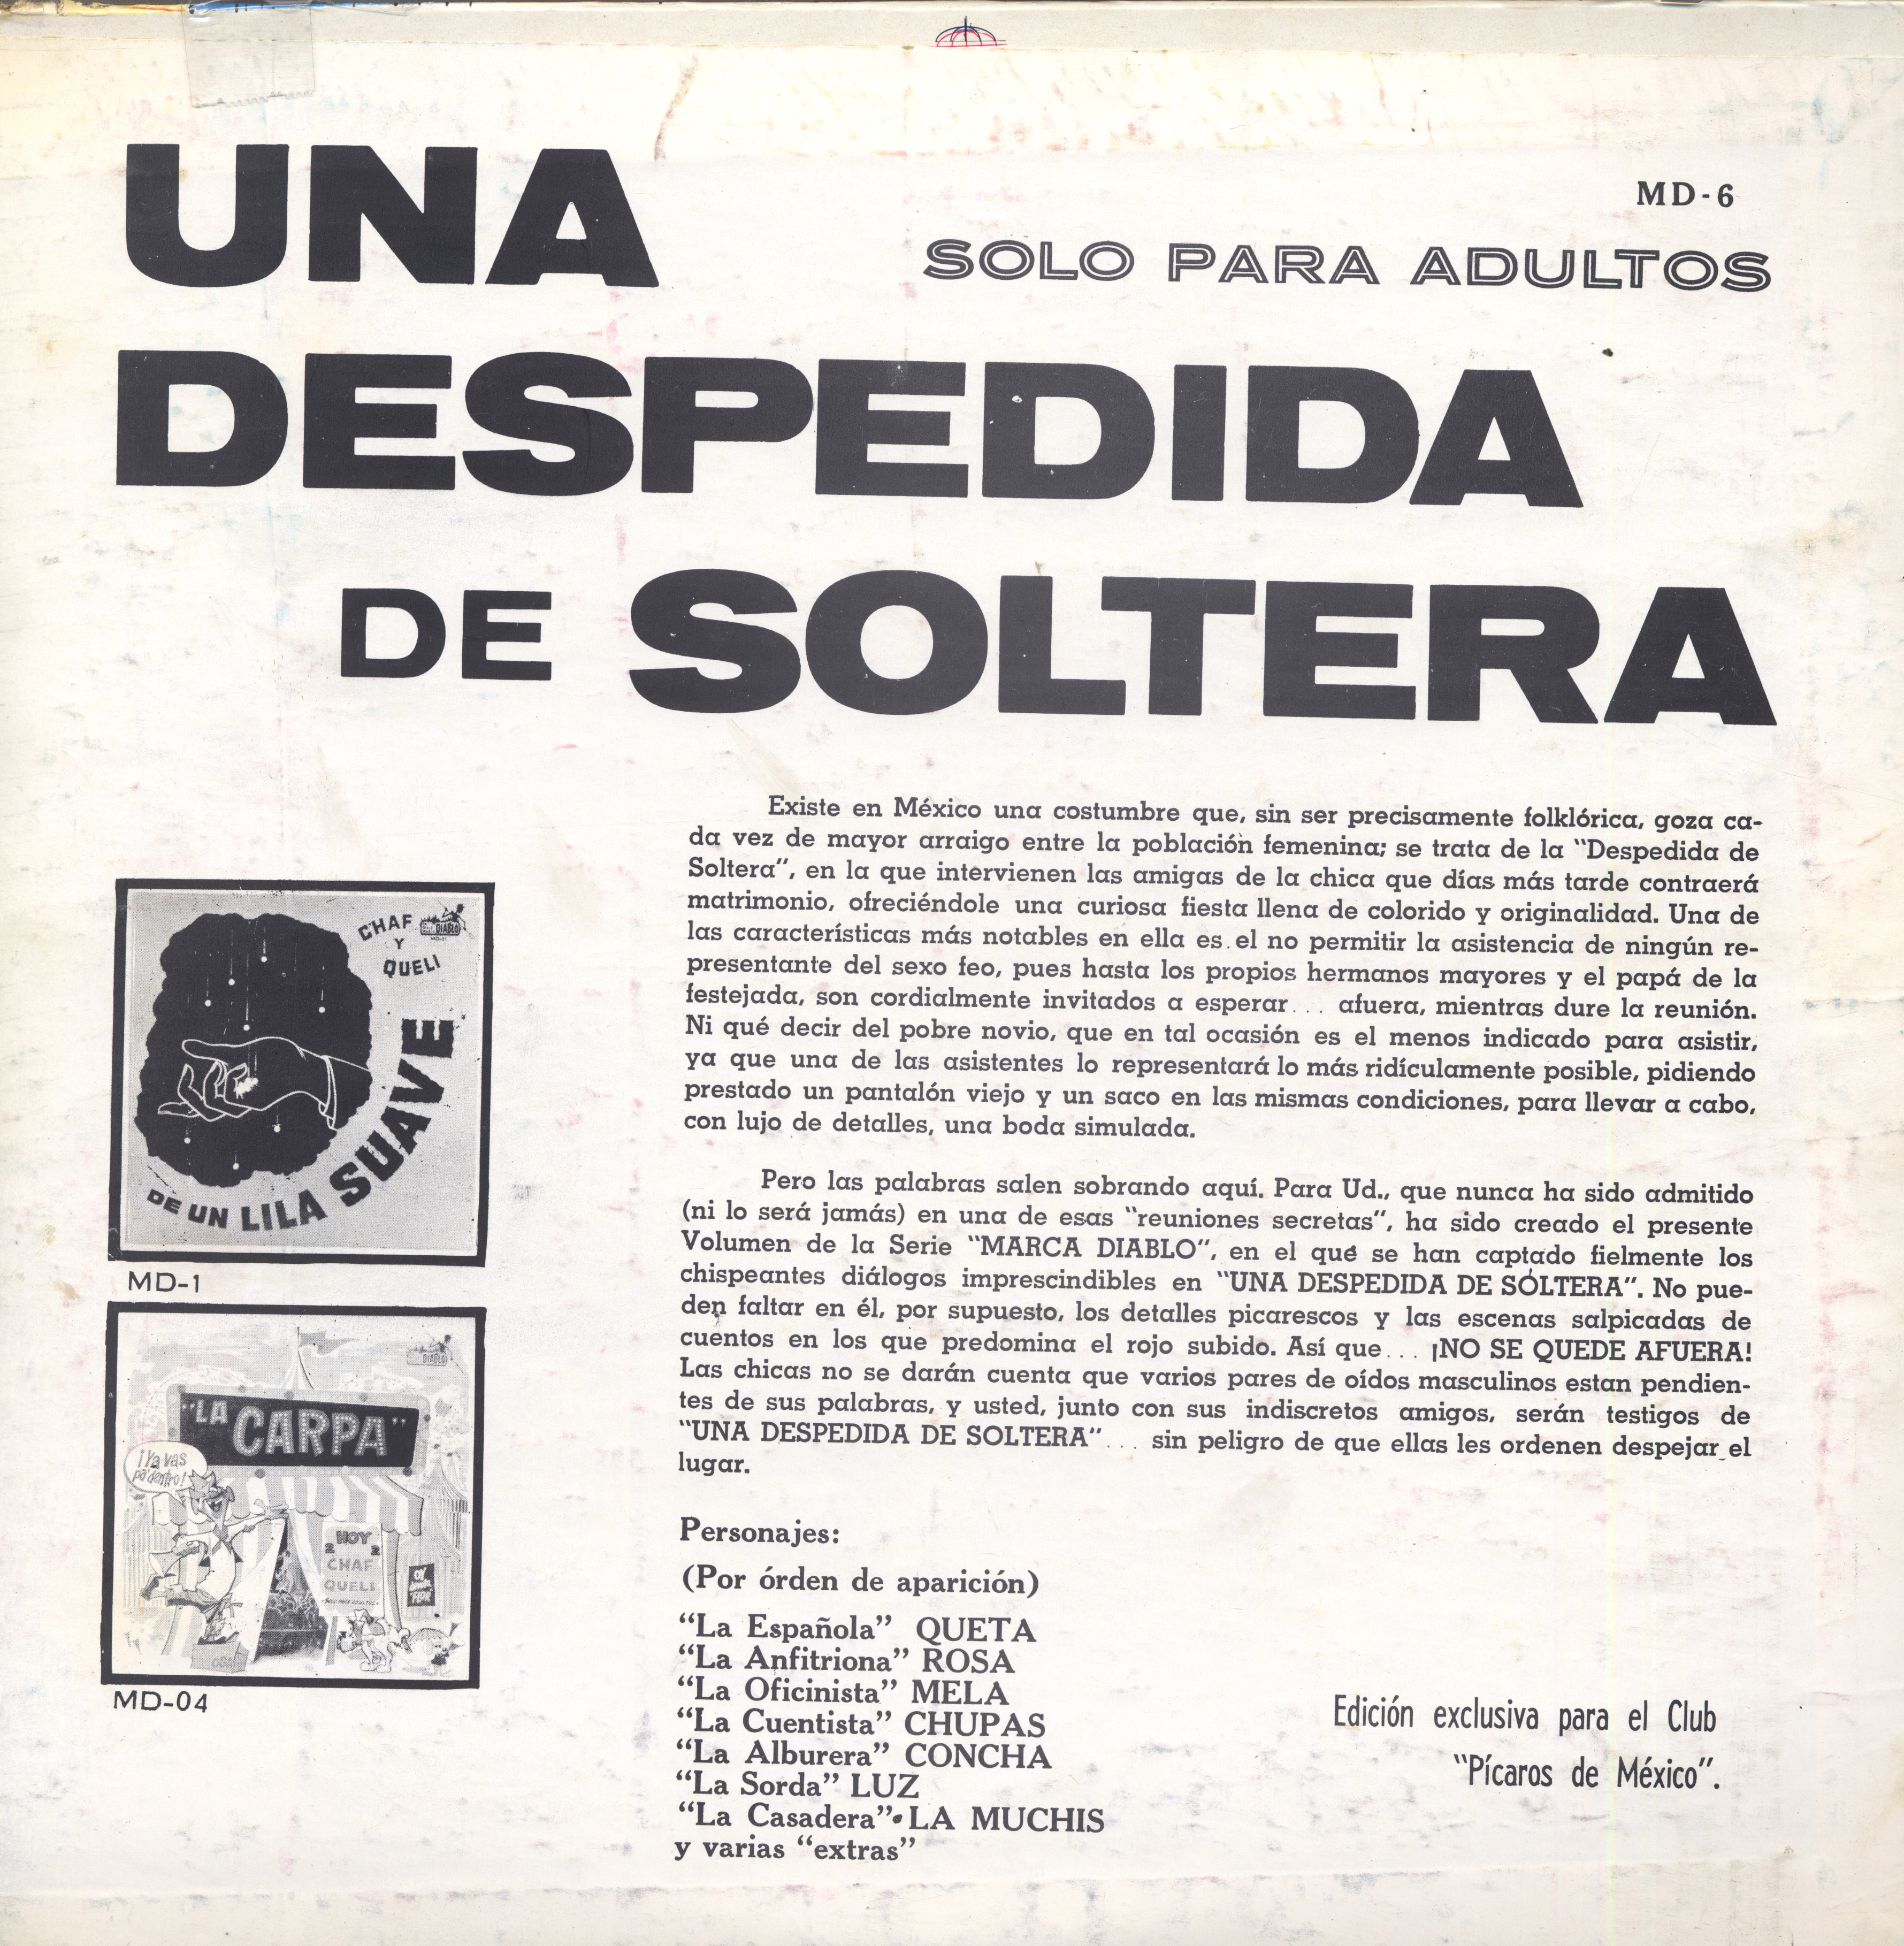 UNA
MD-6
SOLO PARA ADULTOS
DESPEDIDA
DE SOLTERA
Existe en México una costumbre que, sin ser precisamente folklórica, goza ca-
da vez de mayor arraigo entre la población femenina; se trata de la "Despedida de
Soltera", en la que intervienen las amigas de la chica que días más tarde contraerá
matrimonio, ofreciéndole una curiosa fiesta llena de colorido y originalidad. Una de
las características más notables en ella es el no permitir la asistencia de ningún re-
presentante del sexo feo, pues hasta los propios hermanos mayores y el papá de la
festejada, son cordialmente invitados a esperar... afuera, mientras dure la reunión.
Ni qué decir del pobre novio, que en tal ocasión es el menos indicado para asistir,
ya que una de las asistentes lo representará lo más ridículamente posible, pidiendo
prestado un pantalón viejo y un saco en las mismas condiciones, para llevar a cabo,
con lujo de detalles, una boda simulada.
Pero las palabras salen sobrando aquí. Para Ud., que nunca ha sido admitido
(ni lo será jamás) en una de esas "reuniones secretas", ha sido creado el presente
Volumen de la Serie "MARCA DIABLO", en el qué se han captado fielmente los
chispeantes diálogos imprescindibles en "UNA DESPEDIDA DE SOLTERA". No pue-
den faltar en él, por supuesto, los detalles picarescos y las escenas salpicadas de
cuentos en los que predomina el rojo subido. Así que... ¡NO SE QUEDE AFUERA!
Las chicas no se darán cuenta que varios pares de oídos masculinos estan pendien-
tes de sus palabras, y usted, junto con sus indiscretos amigos, serán testigos de
"UNA DESPEDIDA DE SOLTERA"... sin peligro de que ellas les ordenen despejar el
lugar.
CHAF
Y
QUELI
DIABLO
DE UN LILA SUAVE
MD-1
DIABLO
"LA CARPA"
¡Ya vas
pa'dentro!
HOY
2 2
CHAF
QUELI
MD-04
Personajes:
(Por órden de aparición)
"La Española" QUETA
"La Anfitriona" ROSA
"La Oficinista" MELA
"La Cuentista" CHUPAS
"La Alburera" CONCHA
"La Sorda" LUZ
"La Casadera" LA MUCHIS
y varias "extras"
Edición exclusiva para el Club
"Pícaros de México".